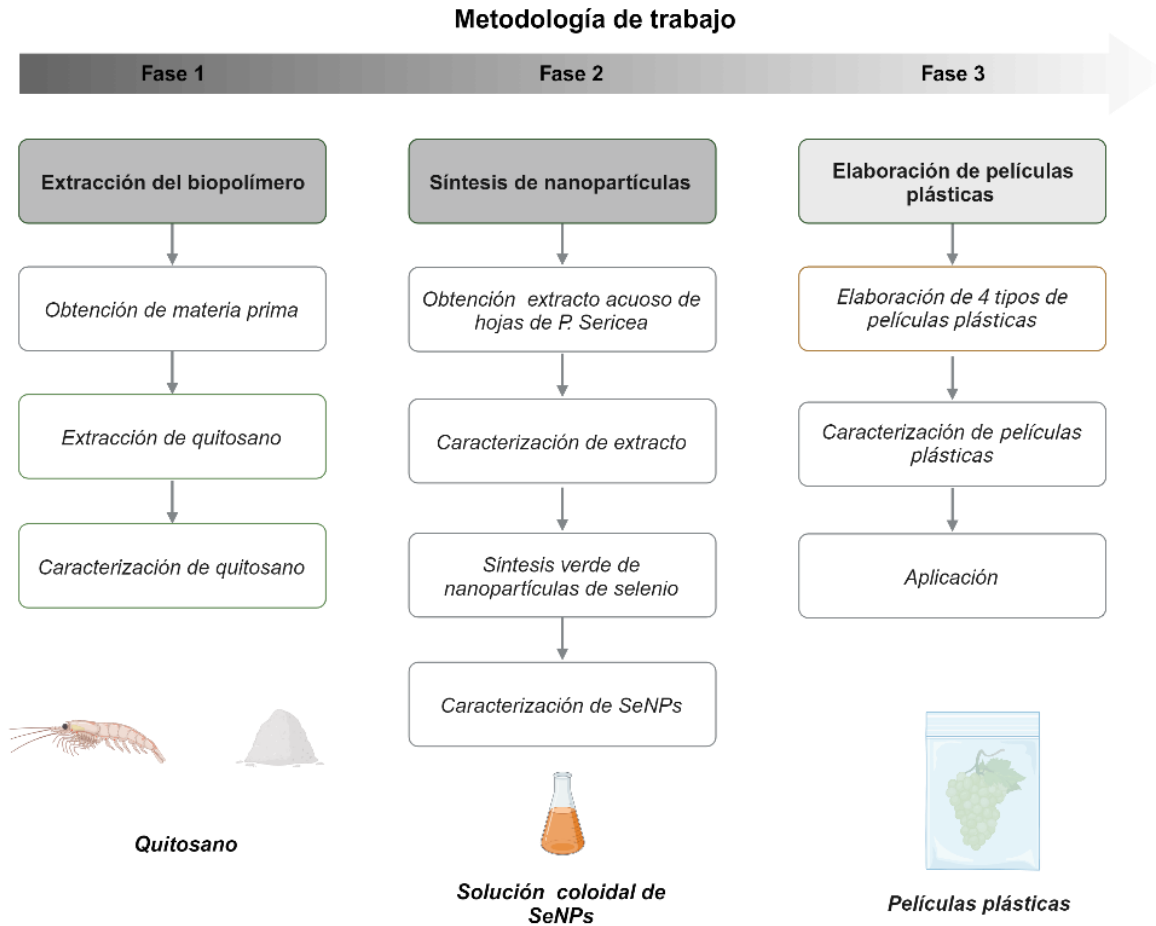 Metodología de trabajo
Fase 1
Fase 2
Fase 3
Extracción del biopolímero
Obtención de materia prima
Extracción de quitosano
Caracterización de quitosano
Quitosano
Síntesis de nanopartículas
Obtención extracto acuoso de
hojas de P. Sericea
Caracterización de extracto
Síntesis verde de
nanopartículas de selenio
Caracterización de SeNPs
Solución coloidal de
SeNPs
Elaboración de películas
plásticas
Elaboración de 4 tipos de
películas plásticas
Caracterización de películas
plásticas
Aplicación
Películas plásticas